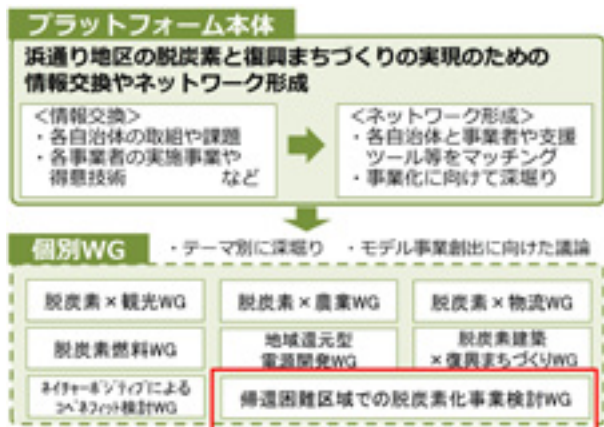 プラットフォーム本体
浜通り地区の脱炭素と復興まちづくりの実現のための
情報交換やネットワーク形成
<情報交換>
・各自治体の取組や課題
・各事業者の実施事業や
得意技術 など
<ネットワーク形成>
・各自治体と事業者や支援
ツール等をマッチング
・事業化に向けて深堀り
個別WG ・テーマ別に深堀り ・モデル事業創出に向けた議論
脱炭素×観光WG
脱炭素×農業WG
脱炭素×物流WG
脱炭素燃料WG
地域還元型
電源開発WG
脱炭素建築
×復興まちづくりWG
ネイチャーポジティブによる
コベネフィット検討WG
帰還困難区域での脱炭素化事業検討WG